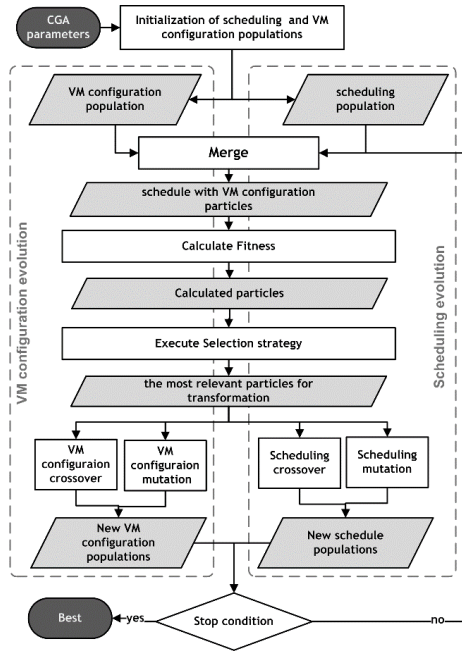 CGA
parameters
Initialization of scheduling and VM
configuration populations
VM configuration
population
scheduling
population
Merge
schedule with VM configuration
particles
Calculate Fitness
Calculated particles
Execute Selection strategy
the most relevant particles for
transformation
VM configuration evolution
Scheduling evolution
VM
configuraion
crossover
VM
configuraion
mutation
Scheduling
crossover
Scheduling
mutation
New VM
configuration
populations
New schedule
populations
Best
yes
Stop condition
no